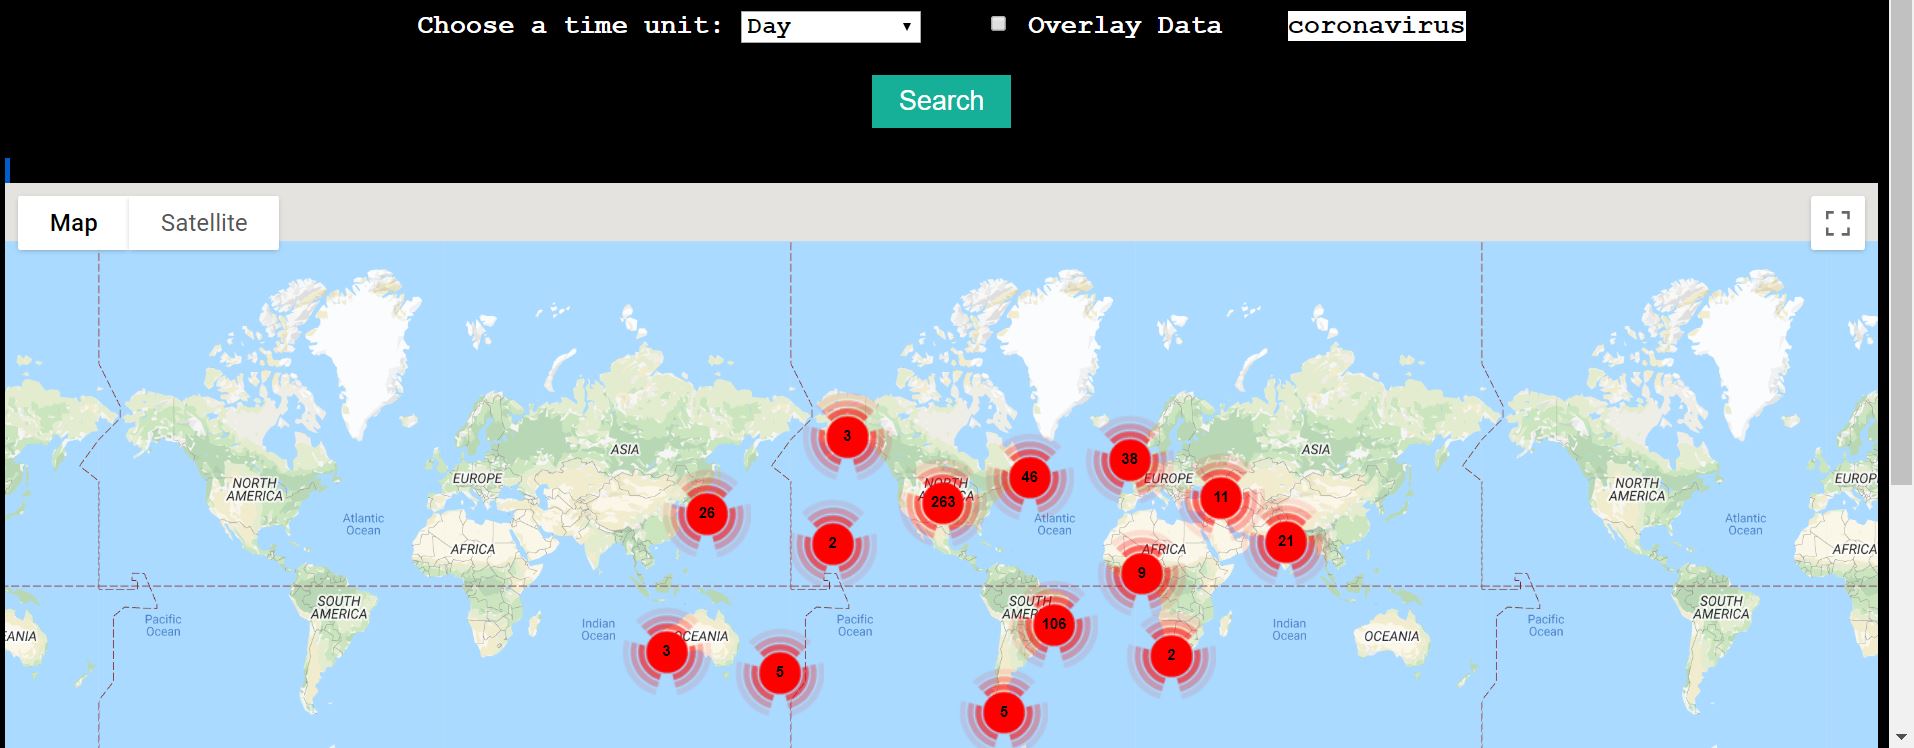 Choose a time unit: Day Overlay Data coronavirus
Search
Map Satellite
3
ASIA
ASIA
38
EUROPE
46
EUROPE
EUROP
NORTH
AMERICA
NORTH
AMERICA
NORTH
AMERICA
263
11
26
Atlantic
Ocean
Atlantic
Ocean
Atlantic
Ocean
2
21
AFRICA
AFRICA
AFRICA
9
SOUTH
AMERICA
SOUTH
AMER
SOUTH
AMERICA
106
Pacific
Ocean
Indian
Ocean
Pacific
Ocean
Indian
Ocean
Pacific
Ocean
EANIA
OCEANIA
OCEANIA
3
2
5
5